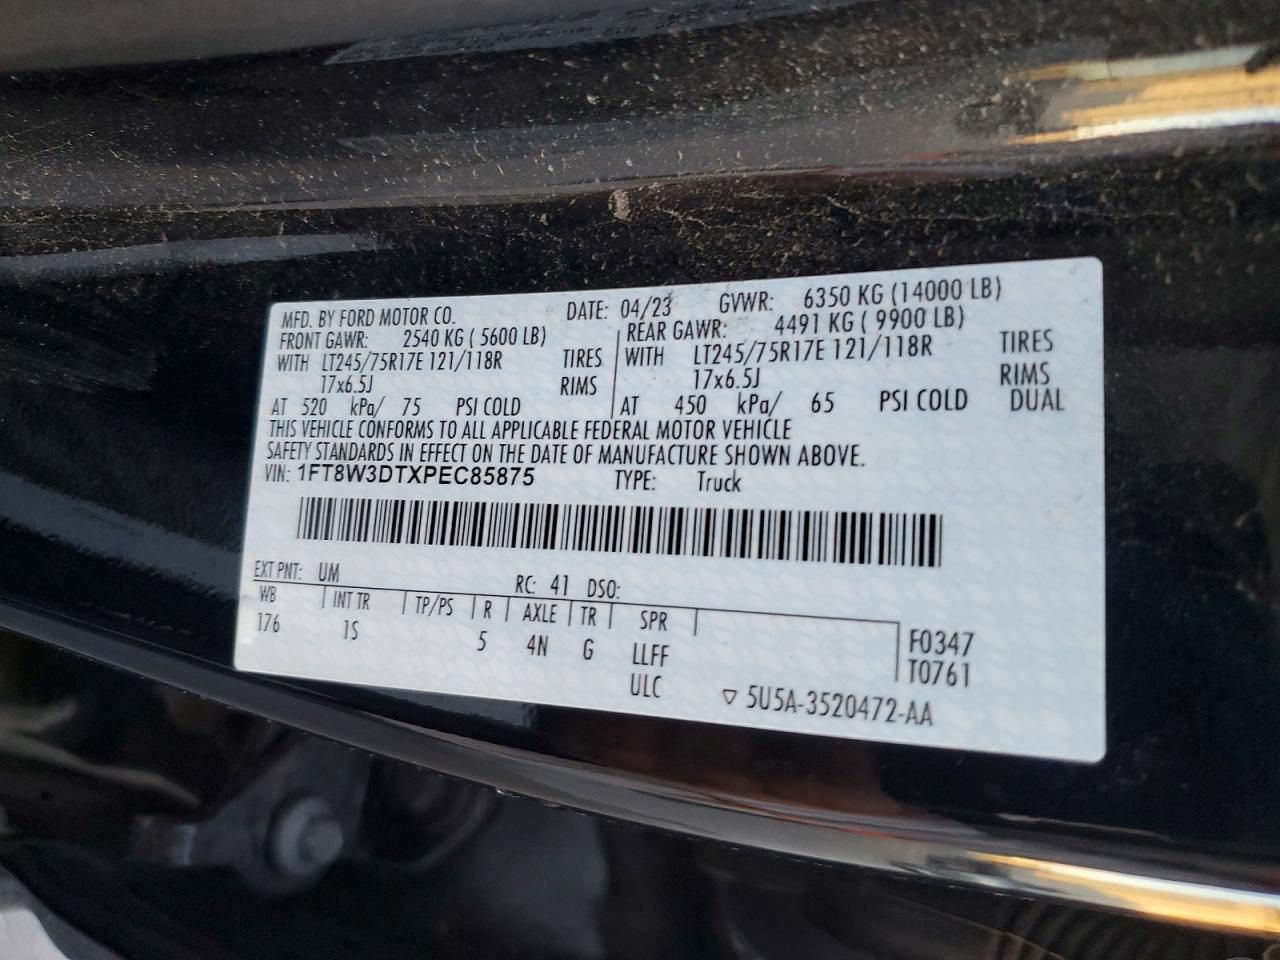 MFD. BY FORD MOTOR CO. DATE: 04/23 GVWR: 6350 KG (14000 LB)
FRONT GAWR: 2540 KG ( 5600 LB) REAR GAWR: 4491 KG ( 9900 LB)
WITH LT245/75R17E 121/118R TIRES WITH LT245/75R17E 121/118R TIRES
17x6.5J RIMS 17x6.5J RIMS
AT 520 kPa/ 75 PSI COLD AT 450 kPa/ 65 PSI COLD DUAL
THIS VEHICLE CONFORMS TO ALL APPLICABLE FEDERAL MOTOR VEHICLE
SAFETY STANDARDS IN EFFECT ON THE DATE OF MANUFACTURE SHOWN ABOVE.
VIN: 1FT8W3DTXPEC85875 TYPE: Truck
EXT PNT: UM RC: 41 DSO:
WB INT TR TP/PS R AXLE TR SPR
176 1S 5 4N G LLFF F0347
ULC T0761
▽ 5U5A-3520472-AA